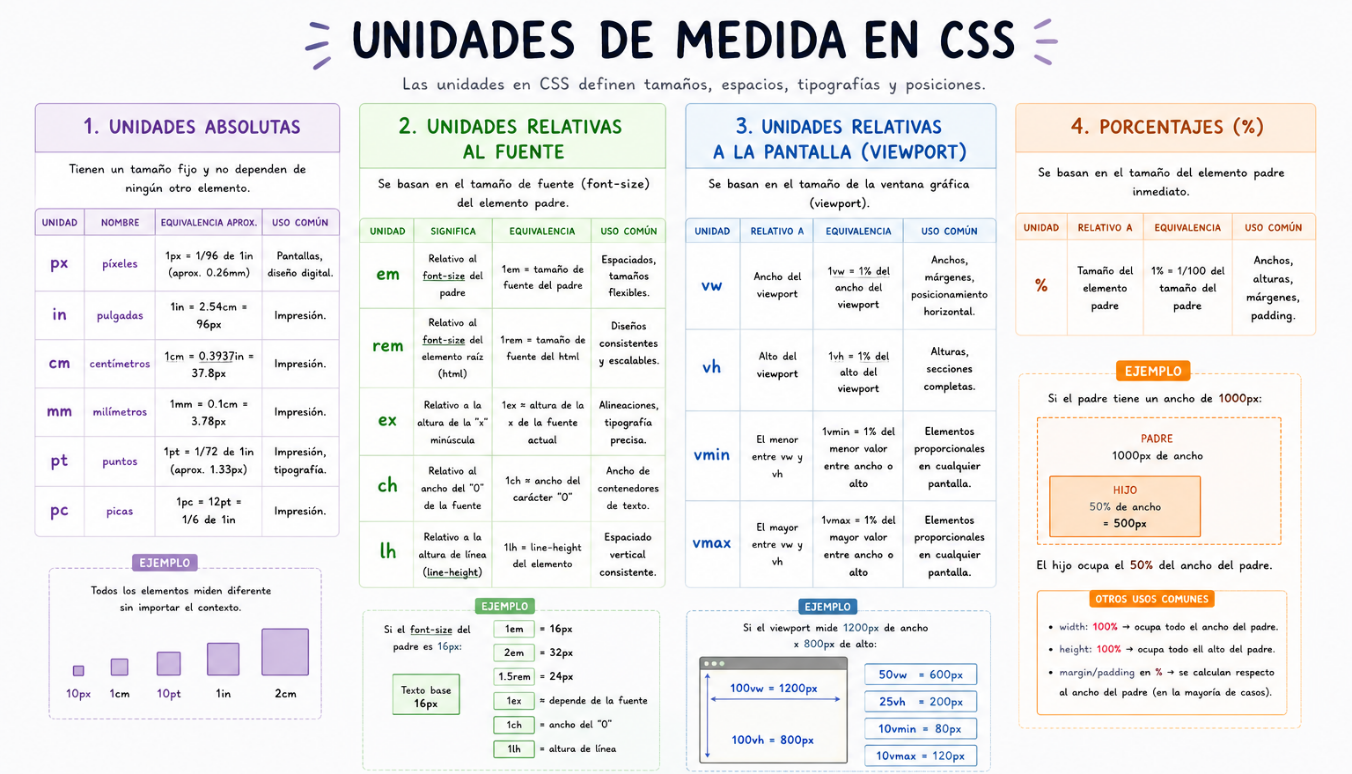 UNIDADES DE MEDIDA EN CSS
Las unidades en CSS definen tamaños, espacios, tipografías y posiciones.
1. UNIDADES ABSOLUTAS
Tienen un tamaño fijo y no dependen de
ningún otro elemento.
UNIDAD NOMBRE EQUIVALENCIA APROX. USO COMÚN
px píxeles 1px = 1/96 de 1in Pantallas,
(aprox. 0.26mm) diseño digital.
in pulgadas 1in = 2.54cm = Impresión.
96px
cm centímetros 1cm = 0.3937in = Impresión.
37.8px
mm milímetros 1mm = 0.1cm = Impresión.
3.78px
pt puntos 1pt = 1/72 de 1in Impresión,
(aprox. 1.33px) tipografía.
pc picas 1pc = 12pt = Impresión.
1/6 de 1in
EJEMPLO
Todos los elementos miden diferente
sin importar el contexto.
10px 1cm 10pt 1in 2cm
2. UNIDADES RELATIVAS
AL FUENTE
Se basan en el tamaño de fuente (font-size)
del elemento padre.
UNIDAD SIGNIFICA EQUIVALENCIA USO COMÚN
em
Relativo al
font-size del
padre
1em = tamaño de
fuente del padre
Espaciados,
tamaños
flexibles.
rem
Relativo al
font-size del
elemento raíz
(html)
1rem = tamaño de
fuente del html
Diseños
consistentes
y escalables.
ex
Relativo a la
altura de la "x"
minúscula
1ex ≈ altura de la
x de la fuente
actual
Alineaciones,
tipografía
precisa.
ch
Relativo al
ancho del "0"
de la fuente
1ch ≈ ancho del
carácter "0"
Ancho de
contenedores
de texto.
lh
Relativo a la
altura de línea
(line-height)
1lh = line-height
del elemento
Espaciado
vertical
consistente.
EJEMPLO
Si el font-size del
padre es 16px:
Texto base
16px
1em = 16px
2em = 32px
1.5rem = 24px
1ex ≈ depende de la fuente
1ch = ancho del "0"
1lh = altura de línea
3. UNIDADES RELATIVAS
A LA PANTALLA (VIEWPORT)
Se basan en el tamaño de la ventana gráfica
(viewport).
UNIDAD RELATIVO A EQUIVALENCIA USO COMÚN
vw
Ancho del
viewport
1vw = 1% del
ancho del
viewport
Anchos,
márgenes,
posicionamiento
horizontal.
vh
Alto del
viewport
1vh = 1% del
alto del
viewport
Alturas,
secciones
completas.
vmin
El menor
entre vw y
vh
1vmin = 1% del
menor valor
entre ancho o
alto
Elementos
proporcionales
en cualquier
pantalla.
vmax
El mayor
entre vw y
vh
1vmax = 1% del
mayor valor
entre ancho o
alto
Elementos
proporcionales
en cualquier
pantalla.
EJEMPLO
Si el viewport mide 1200px de ancho
x 800px de alto:
100vw = 1200px
100vh = 800px
50vw = 600px
25vh = 200px
10vmin = 80px
10vmax = 120px
4. PORCENTAJES (%)
Se basan en el tamaño del elemento padre
inmediato.
UNIDAD RELATIVO A EQUIVALENCIA USO COMÚN
%
Tamaño del
elemento
padre
1% = 1/100 del
tamaño del
padre
Anchos,
alturas,
márgenes,
padding.
EJEMPLO
Si el padre tiene un ancho de 1000px:
PADRE
1000px de ancho
HIJO
50% de ancho
= 500px
El hijo ocupa el 50% del ancho del padre.
OTROS USOS COMUNES
• width: 100% → ocupa todo el ancho del padre.
• height: 100% → ocupa todo ell alto del padre.
• margin/padding en % → se calculan respecto
al ancho del padre (en la mayoría de casos).